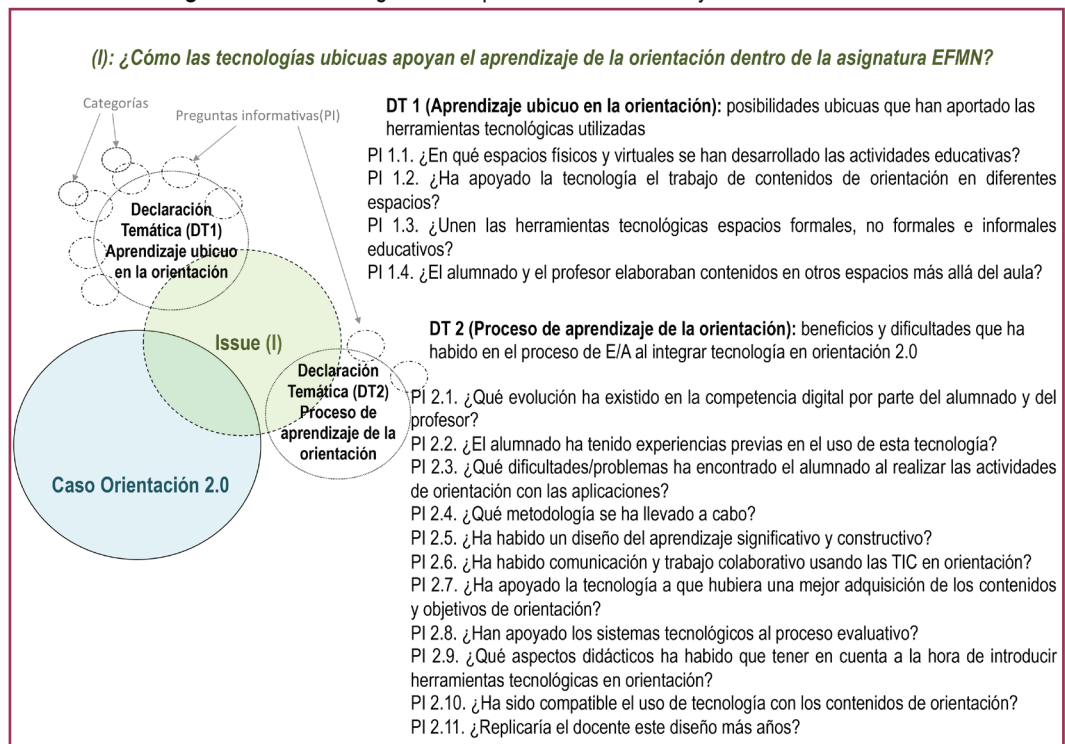 (I): ¿Cómo las tecnologías ubicuas apoyan el aprendizaje de la orientación dentro de la asignatura EFMN?
Categorías
Preguntas informativas(PI)
Declaración
Temática (DT1)
Aprendizaje ubicuo
en la orientación
Issue (I)
Declaración
Temática (DT2)
Proceso de
aprendizaje de la
orientación
Caso Orientación 2.0
DT 1 (Aprendizaje ubicuo en la orientación): posibilidades ubicuas que han aportado las
herramientas tecnológicas utilizadas
PI 1.1. ¿En qué espacios físicos y virtuales se han desarrollado las actividades educativas?
PI 1.2. ¿Ha apoyado la tecnología el trabajo de contenidos de orientación en diferentes
espacios?
PI 1.3. ¿Unen las herramientas tecnológicas espacios formales, no formales e informales
educativos?
PI 1.4. ¿El alumnado y el profesor elaboraban contenidos en otros espacios más allá del aula?
DT 2 (Proceso de aprendizaje de la orientación): beneficios y dificultades que ha
habido en el proceso de E/A al integrar tecnología en orientación 2.0
PI 2.1. ¿Qué evolución ha existido en la competencia digital por parte del alumnado y del
profesor?
PI 2.2. ¿El alumnado ha tenido experiencias previas en el uso de esta tecnología?
PI 2.3. ¿Qué dificultades/problemas ha encontrado el alumnado al realizar las actividades
de orientación con las aplicaciones?
PI 2.4. ¿Qué metodología se ha llevado a cabo?
PI 2.5. ¿Ha habido un diseño del aprendizaje significativo y constructivo?
PI 2.6. ¿Ha habido comunicación y trabajo colaborativo usando las TIC en orientación?
PI 2.7. ¿Ha apoyado la tecnología a que hubiera una mejor adquisición de los contenidos
y objetivos de orientación?
PI 2.8. ¿Han apoyado los sistemas tecnológicos al proceso evaluativo?
PI 2.9. ¿Qué aspectos didácticos ha habido que tener en cuenta a la hora de introducir
herramientas tecnológicas en orientación?
PI 2.10. ¿Ha sido compatible el uso de tecnología con los contenidos de orientación?
PI 2.11. ¿Replicaría el docente este diseño más años?